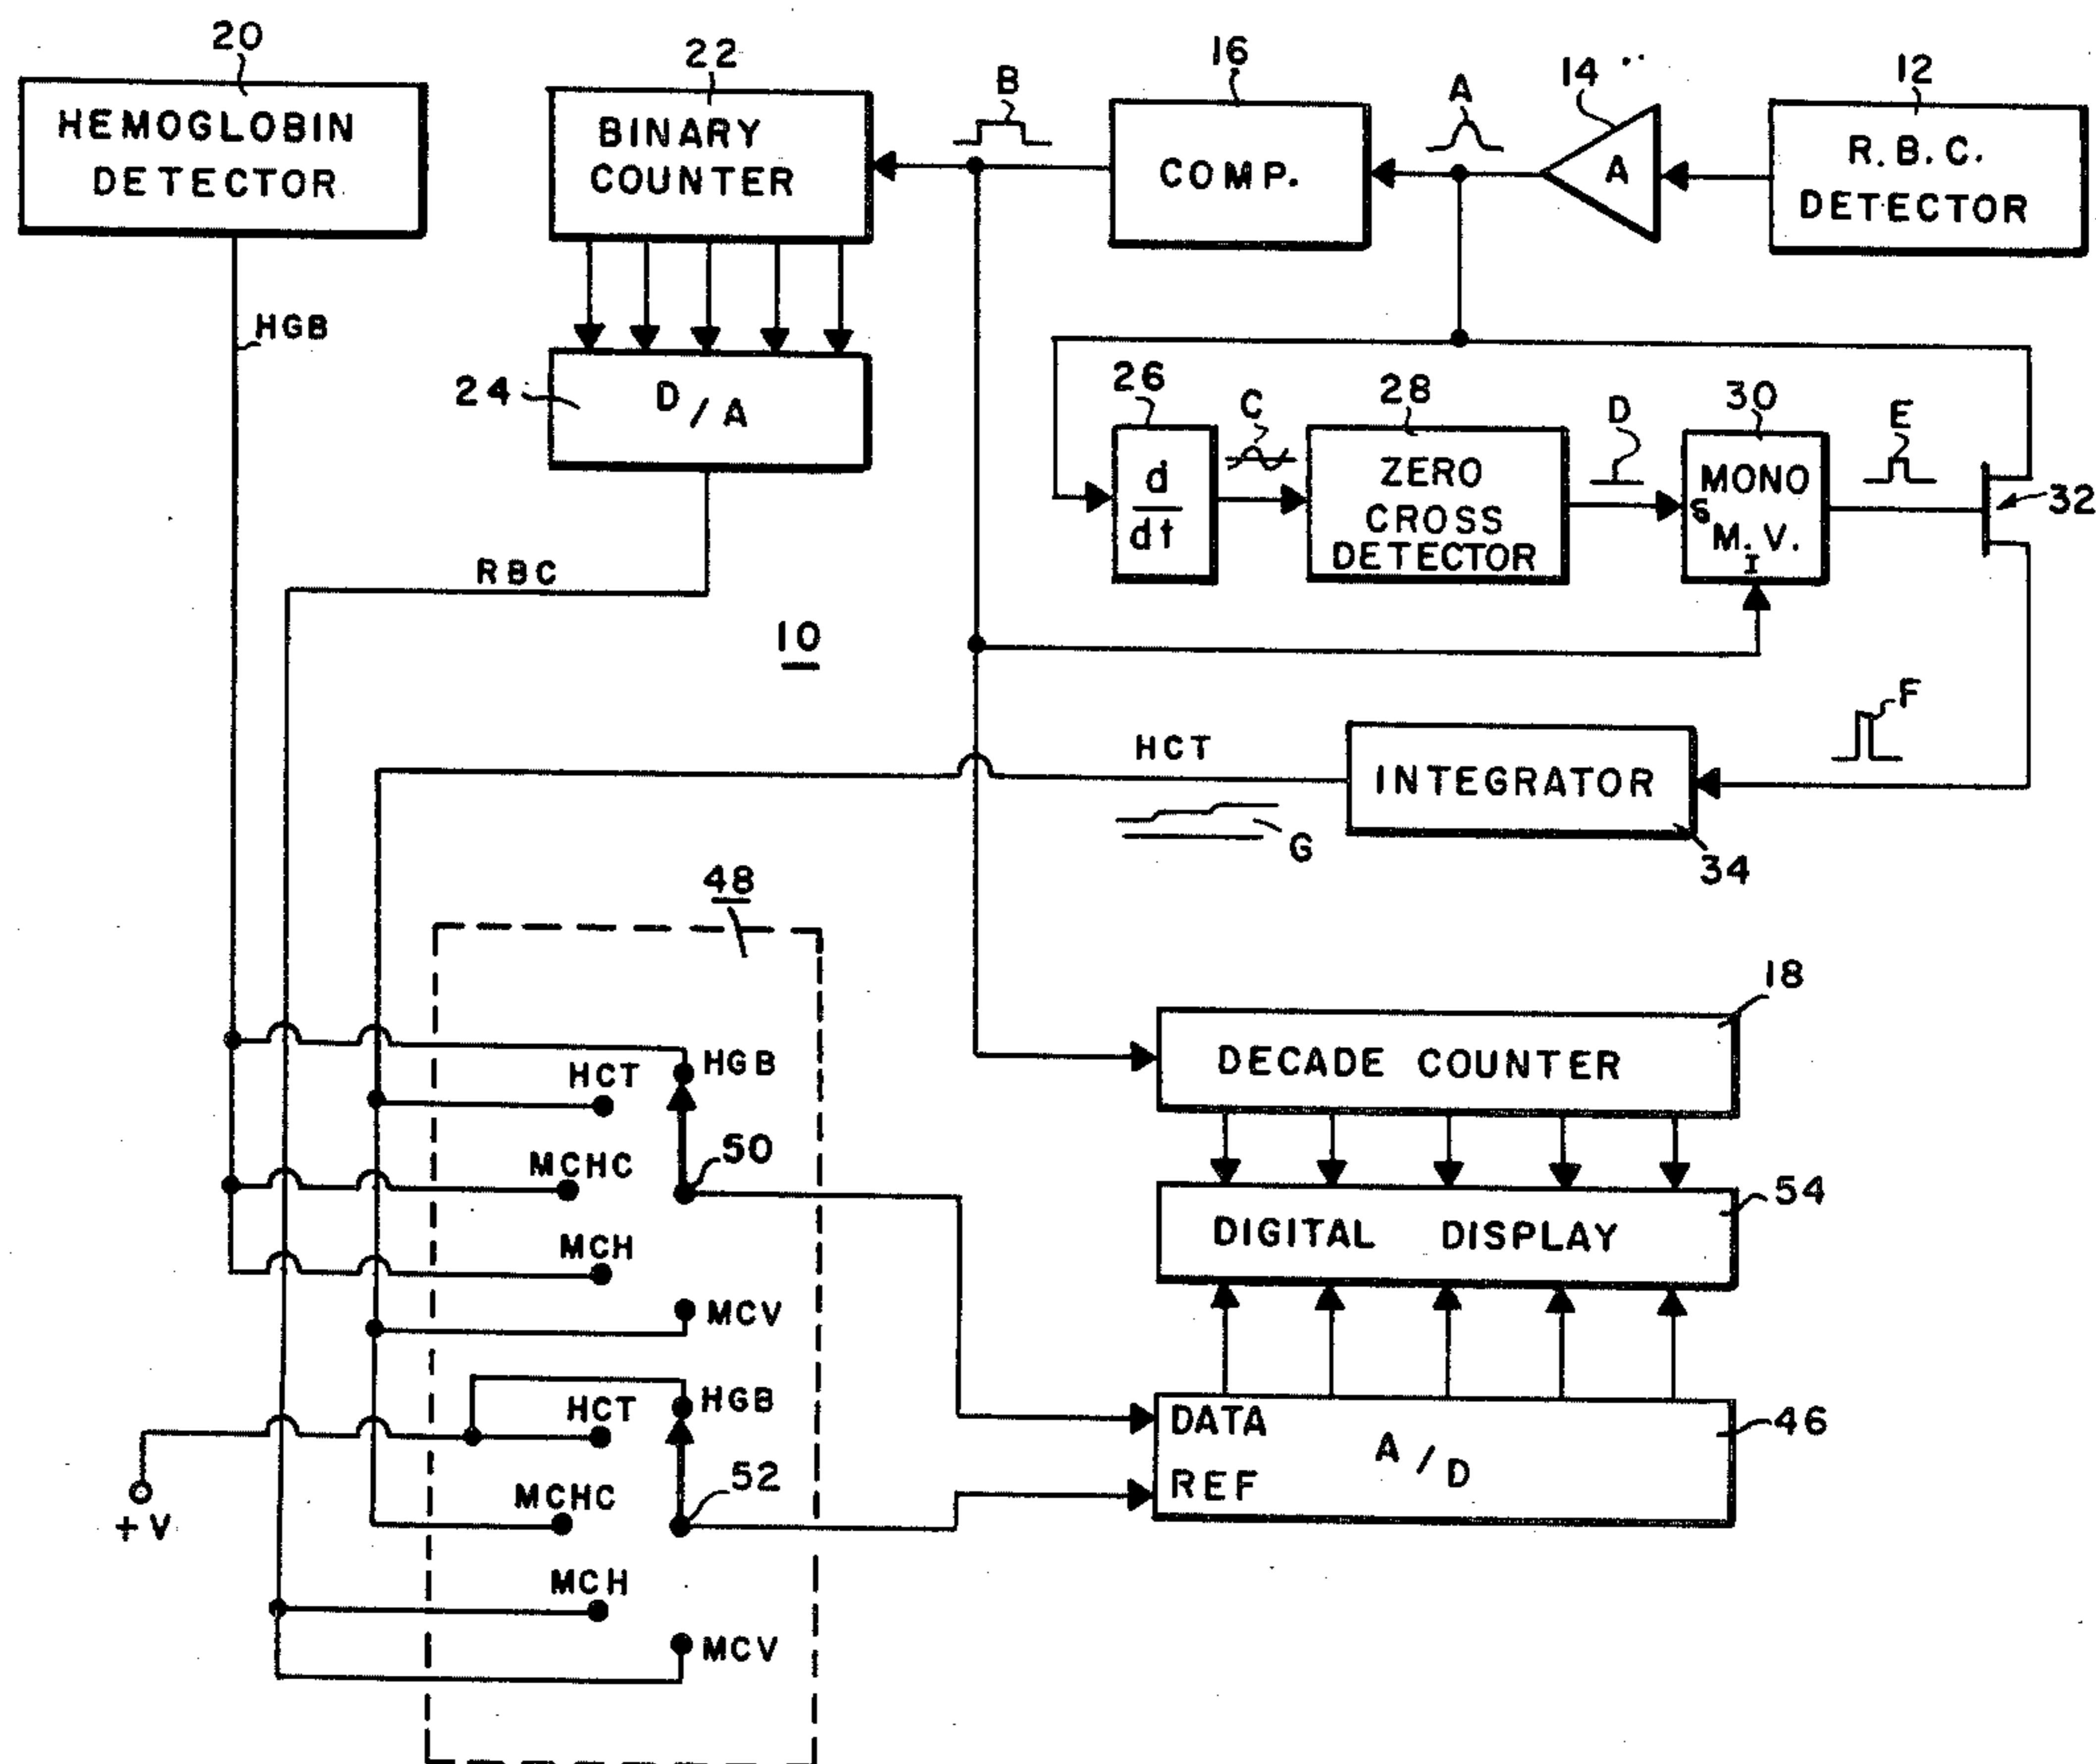 20
22
B
16
A
14
12
HEMOGLOBIN
DETECTOR
BINARY
COUNTER
COMP.
A
R.B.C.
DETECTOR
HGB
24
D/A
26
C
28
D
30
E
d
dt
ZERO
CROSS
DETECTOR
S
MONO
M.V.
I
32
RBC
10
F
HCT
INTEGRATOR
G
34
48
18
DECADE COUNTER
HGB
HCT
50
MCHC
54
DIGITAL DISPLAY
MCH
MCV
HGB
HCT
DATA
REF
A/D
46
52
MCHC
+V
MCH
MCV